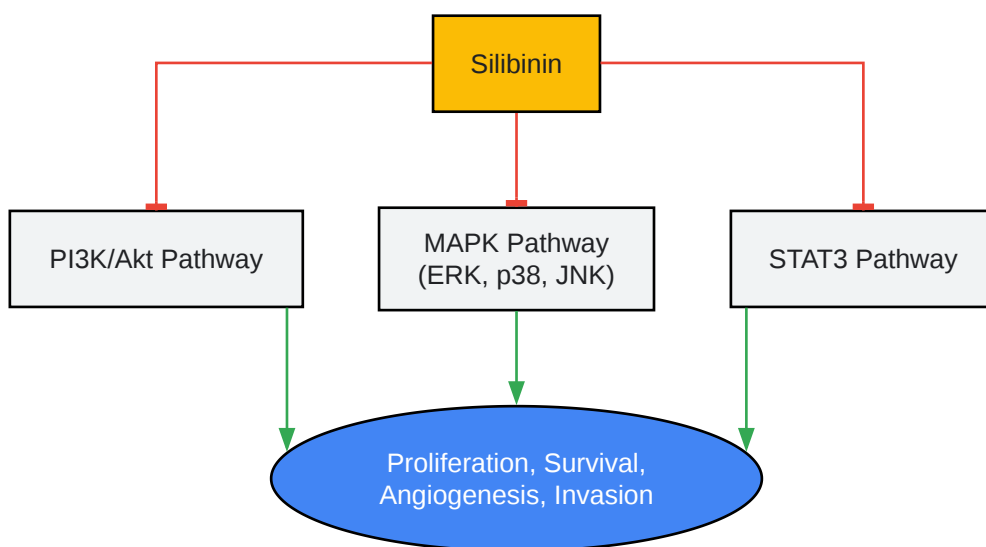 Silibinin
PI3K/Akt Pathway
MAPK Pathway
(ERK, p38, JNK)
STAT3 Pathway
Proliferation, Survival,
Angiogenesis, Invasion